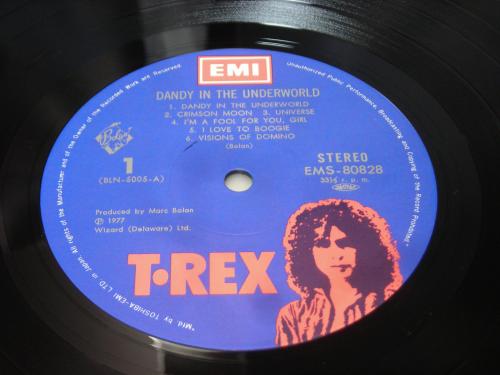 EMI
DANDY IN THE UNDERWORLD
1. DANDY IN THE UNDERWORLD
2. CRIMSON MOON 3. UNIVERSE
4. I'M A FOOL FOR YOU, GIRL
5. I LOVE TO BOOGIE
6. VISIONS OF DOMINO
(Bolan)
1
(BLN-5005-A)
STEREO
EMS-80828
33⅓ r. p. m.
Produced by Marc Bolan
℗ 1977
Wizard (Delaware) Ltd.
T•REX
"Mfd. by TOSHIBA-EMI LTD in Japan. All rights of the Manufacturer and of the Owner of the Recorded Work are Reserved.
Unauthorized Public Performance, Broadcasting and Copying of the Record Prohibited."